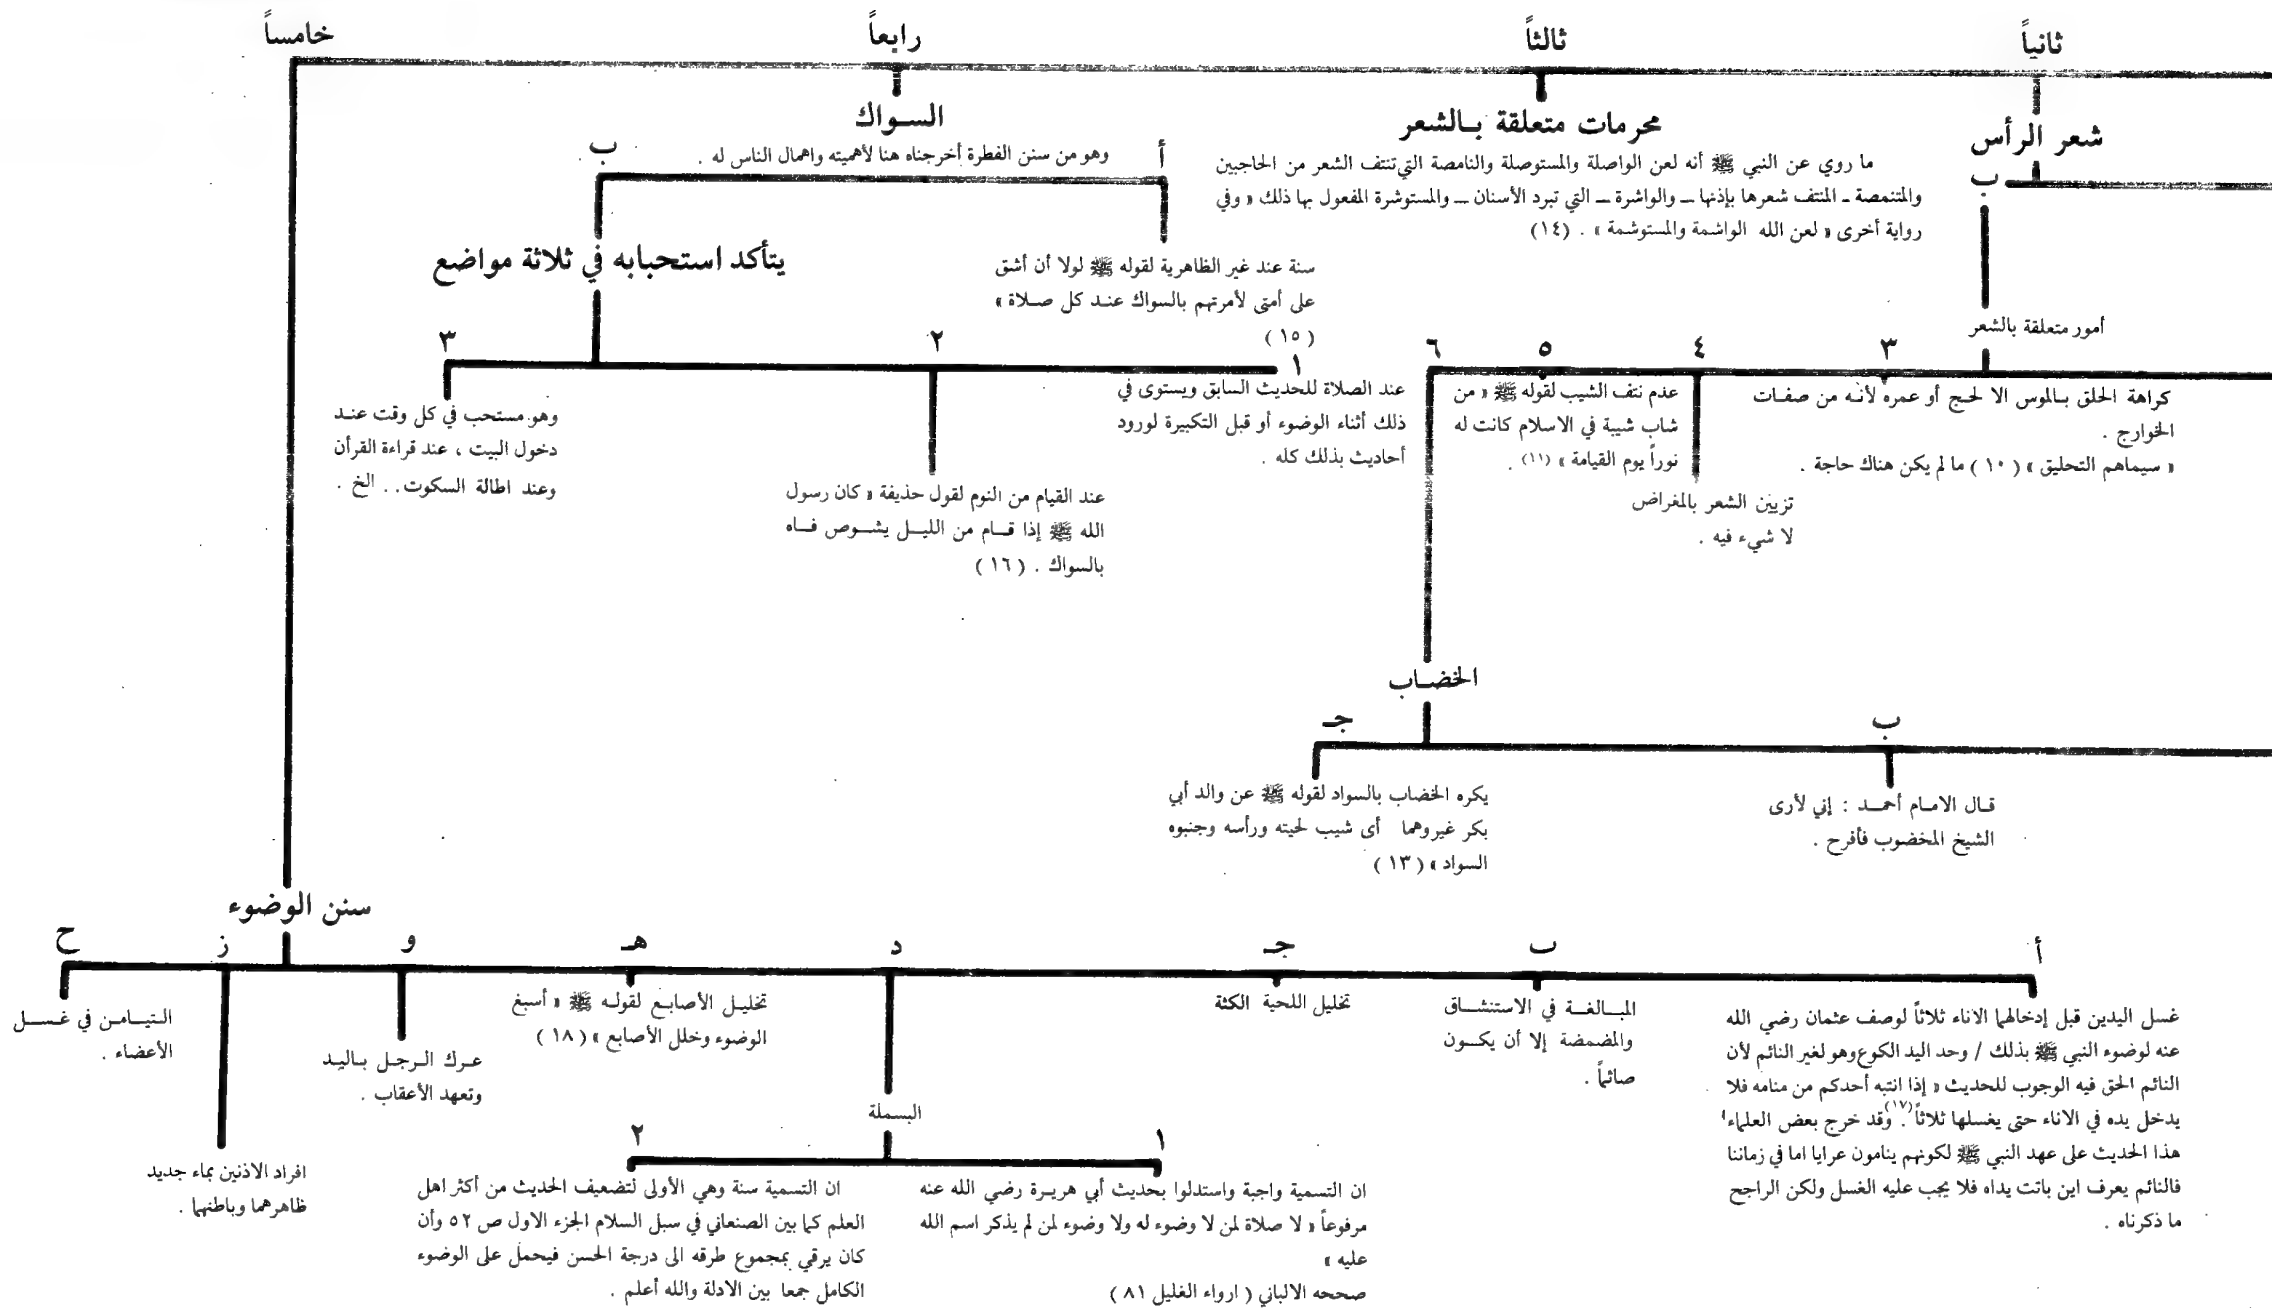 ثانياً
ثالثاً
رابعاً
خامساً
شعر الرأس
ب
أمور متعلقة بالشعر
٣
كراهة الحلق بالموس الا لحج أو عمره لأنه من صفات
الخوارج .
« سيماهم التحليق » ( ١٠ ) ما لم يكن هناك حاجة .
٤
تزيين الشعر بالمغراض
لا شيء فيه .
٥
عدم نتف الشيب لقوله ﷺ « من
شاب شيبة في الاسلام كانت له
نوراً يوم القيامة » (١١) .
٦
الخضاب
ب
قال الامام أحمد : إني لأرى
الشيخ المخضوب فأفرح .
جـ
يكره الخضاب بالسواد لقوله ﷺ عن والد أبي
بكر غيروهما أى شيب لحيته ورأسه وجنبوه
السواد » ( ١٣ )
محرمات متعلقة بالشعر
ما روي عن النبي ﷺ أنه لعن الواصلة والمستوصلة والنامصة التي تنتف الشعر من الحاجبين
والمتنمصة ـ المنتف شعرها بإذنها ـ والواشرة ـ التي تبرد الأسنان ـ والمستوشرة المفعول بها ذلك « وفي
رواية أخرى « لعن الله الواشمة والمستوشمة » . (١٤)
السواك
وهو من سنن الفطرة أخرجناه هنا لأهميته واهمال الناس له .
أ
سنة عند غير الظاهرية لقوله ﷺ لولا أن أشق
على أمتى لأمرتهم بالسواك عند كل صلاة »
( ١٥ )
ب
يتأكد استحبابه في ثلاثة مواضع
١
عند الصلاة للحديث السابق ويستوى في
ذلك أثناء الوضوء أو قبل التكبيرة لورود
أحاديث بذلك كله .
٢
عند القيام من النوم لقول حذيفة « كان رسول
الله ﷺ إذا قام من الليل يشوص فاه
بالسواك . ( ١٦ )
٣
وهو مستحب في كل وقت عند
دخول البيت ، عند قراءة القرأن
وعند اطالة السكوت . . الخ .
سنن الوضوء
أ
غسل اليدين قبل إدخالهما الاناء ثلاثاً لوصف عثمان رضي الله
عنه لوضوء النبي ﷺ بذلك / وحد اليد الكوع وهو لغير النائم لأن
النائم الحق فيه الوجوب للحديث « إذا انتبه أحدكم من منامه فلا
يدخل يده في الاناء حتى يغسلها ثلاثاً(١٧) . وقد خرج بعض العلماء
هذا الحديث على عهد النبي ﷺ لكونهم ينامون عرايا اما في زماننا
فالنائم يعرف اين باتت يداه فلا يجب عليه الغسل ولكن الراجح
ما ذكرناه .
ب
المبالغة في الاستنشاق
والمضمضة إلا أن يكون
صائماً .
جـ
تخليل اللحية الكثة
د
البسملة
١
ان التسمية واجبة واستدلوا بحديث أبي هريرة رضي الله عنه
مرفوعاً « لا صلاة لمن لا وضوء له ولا وضوء لمن لم يذكر اسم الله
عليه »
صححه الالباني ( ارواء الغليل ٨١ )
٢
ان التسمية سنة وهي الأولى لتضعيف الحديث من أكثر اهل
العلم كما بين الصنعاني في سبل السلام الجزء الاول ص ٥٢ وأن
كان يرقي بمجموع طرقه الى درجة الحسن فيحمل على الوضوء
الكامل جمعا بين الادلة والله أعلم .
هـ
تخليل الأصابع لقوله ﷺ « أسبغ
الوضوء وخلل الأصابع » ( ١٨ )
و
عرك الرجل باليد
وتعهد الأعقاب .
ز
افراد الاذنين بماء جديد
ظاهرهما وباطنهما .
ح
التيامن في غسل
الأعضاء .